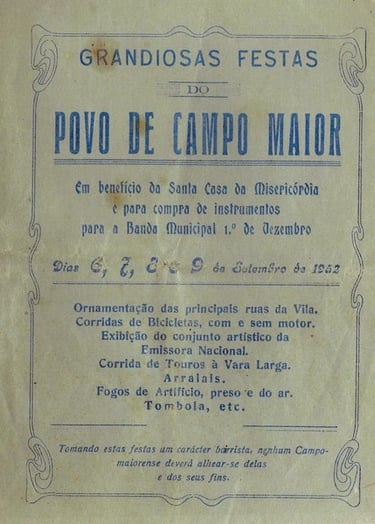 GRANDIOSAS FESTAS
DO
POVO DE CAMPO MAIOR
Em benefício da Santa Casa da Misericórdia
e para compra de instrumentos
para a Banda Municipal 1.º de Dezembro
Dias 6, 7, 8 e 9 de Setembro de 1952
Ornamentação das principais ruas da Vila.
Corridas de Bicicletas, com e sem motor.
Exibição do conjunto artístico da
Emissora Nacional.
Corrida de Touros à Vara Larga.
Arraiais.
Fogos de Artifício, preso e do ar.
Tombola, etc.
Tomando estas festas um carácter bairrista, nenhum Campo-
maiorense deverá alhear-se delas
e dos seus fins.